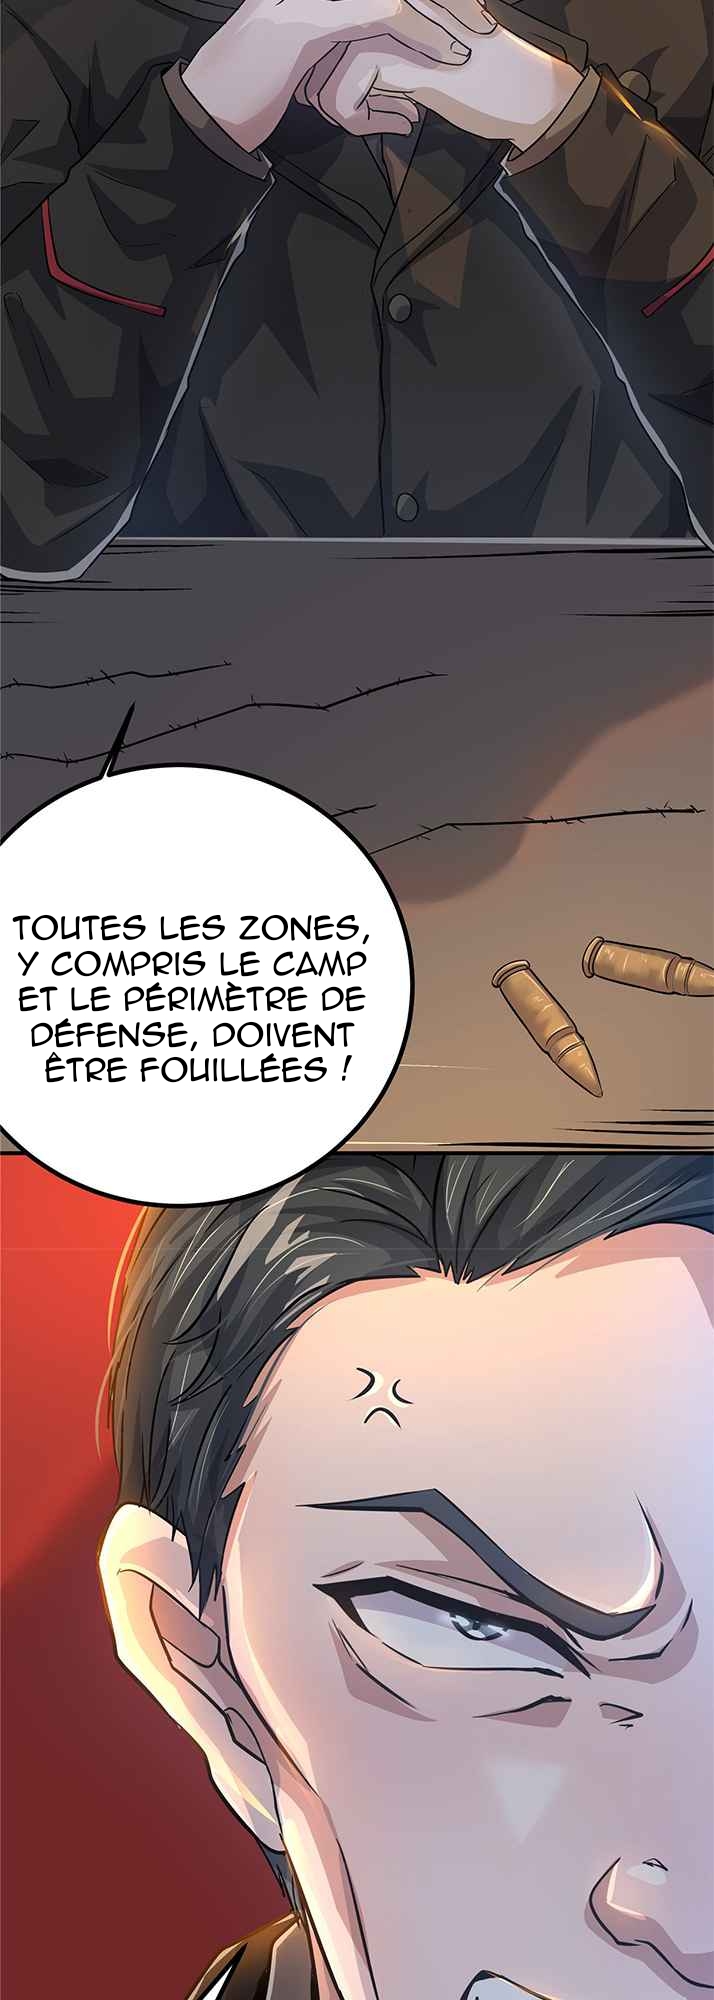 TOUTES LES ZONES,
Y COMPRIS LE CAMP
ET LE PÉRIMÈTRE DE
DÉFENSE, DOIVENT
ÊTRE FOUILLÉES !